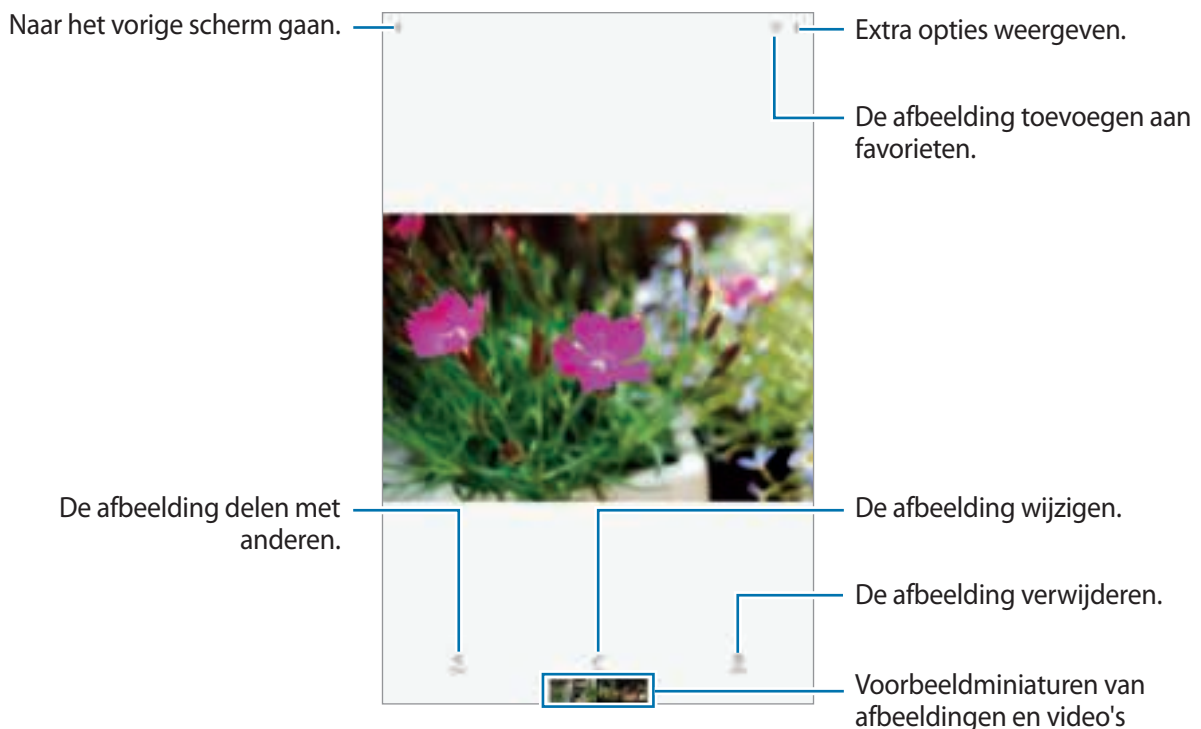 Naar het vorige scherm gaan.
Extra opties weergeven.
De afbeelding toevoegen aan
favorieten.
De afbeelding delen met
anderen.
De afbeelding wijzigen.
De afbeelding verwijderen.
Voorbeeldminiaturen van
afbeeldingen en video's